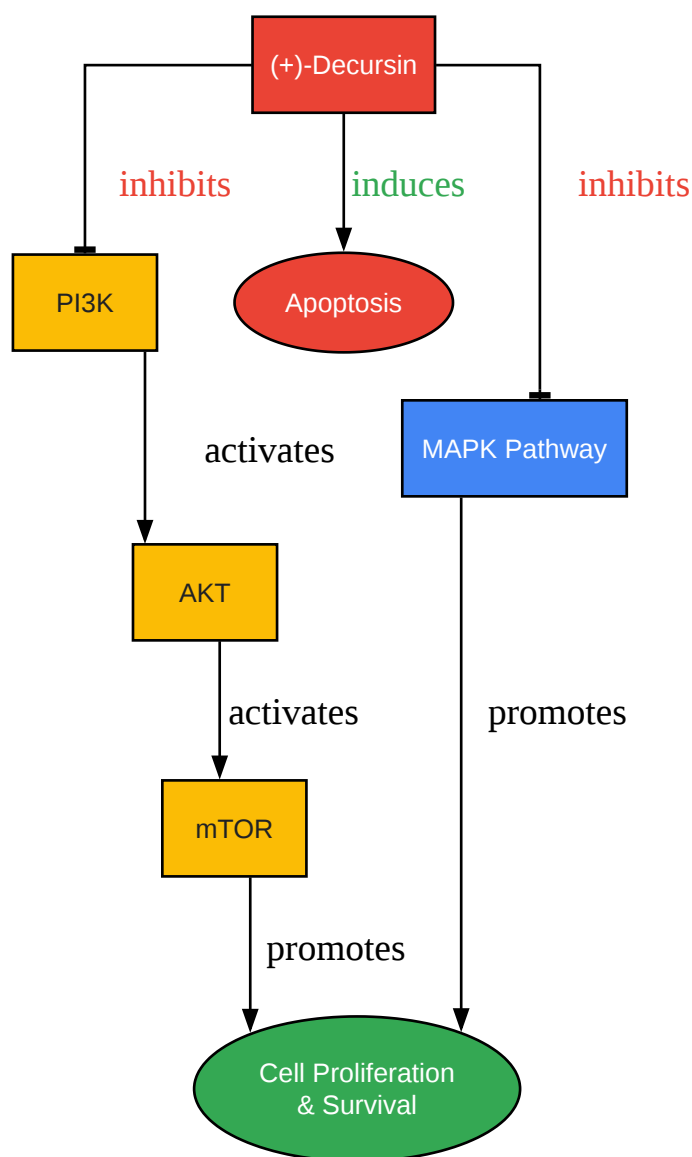 (+)-Decursin
inhibits
induces
inhibits
PI3K
Apoptosis
activates
MAPK Pathway
AKT
activates
promotes
mTOR
promotes
Cell Proliferation
& Survival